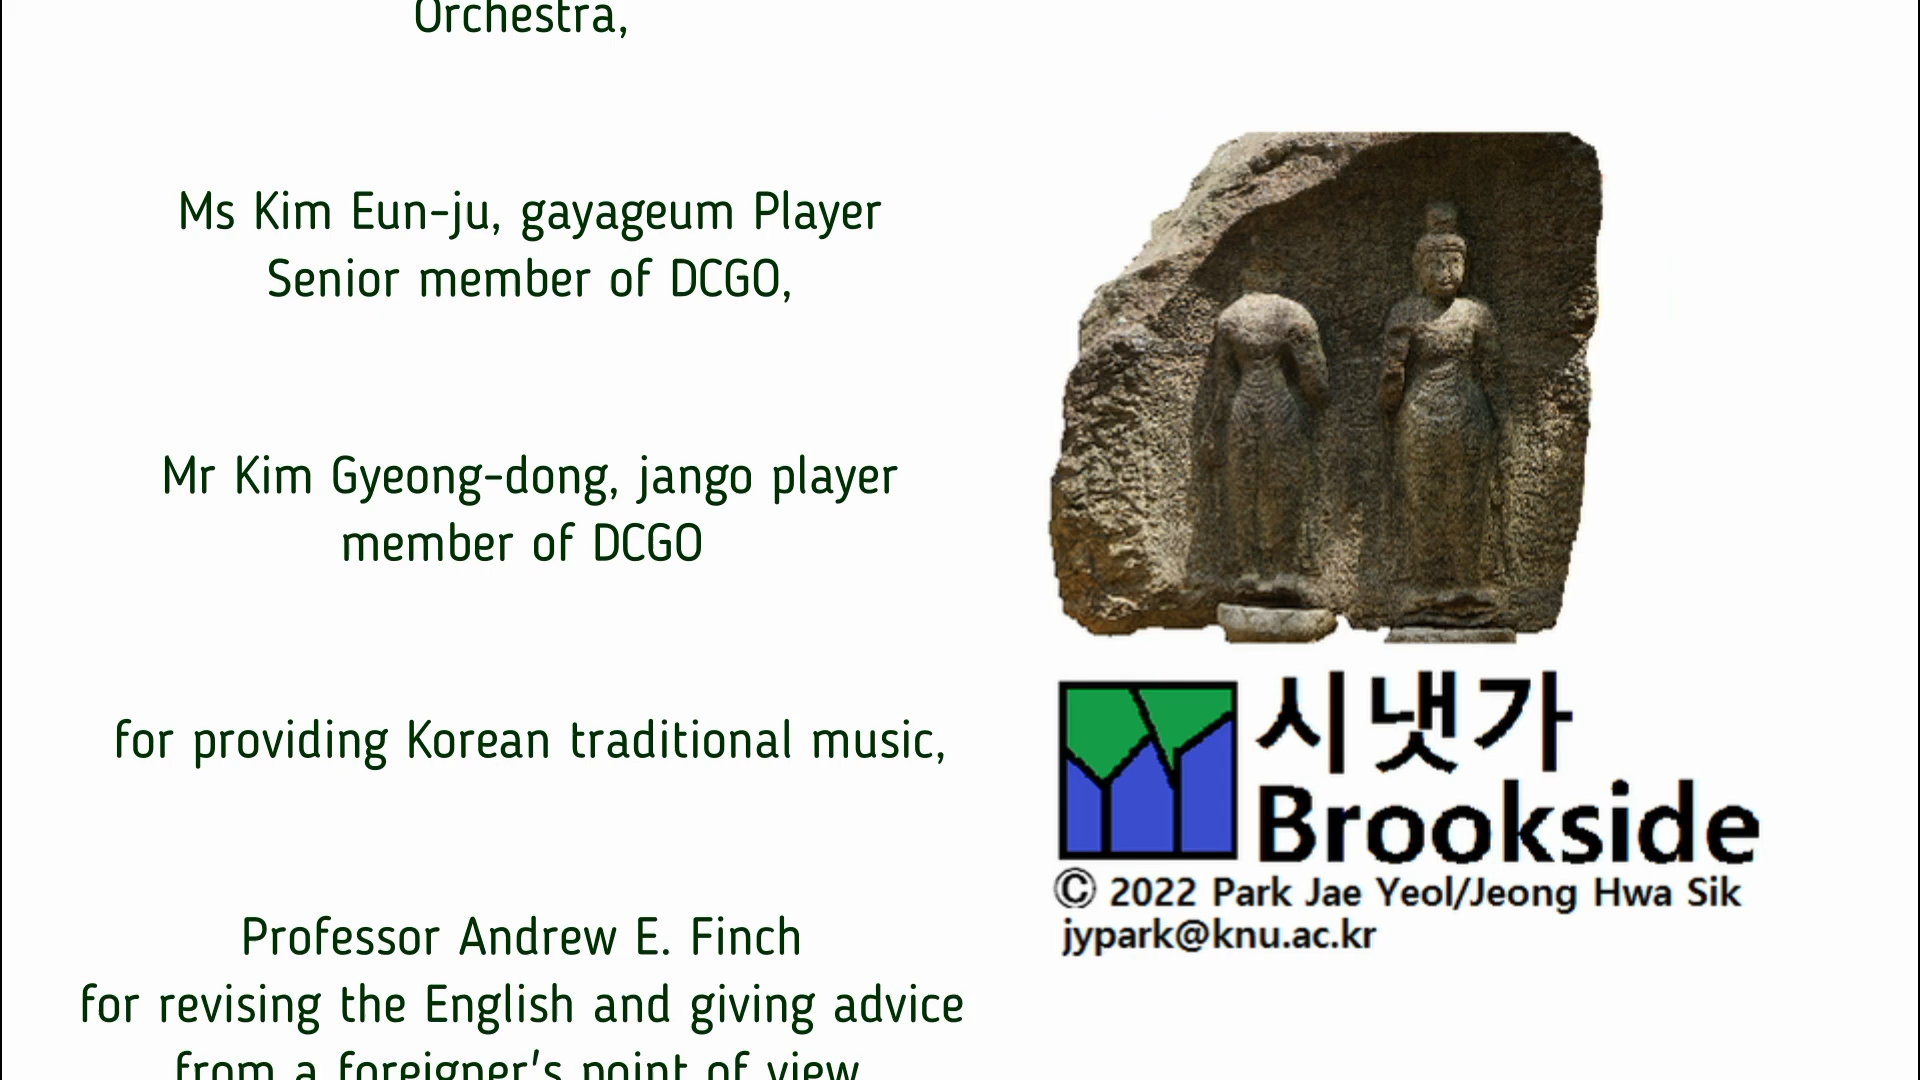 Orchestra,
Ms Kim Eun-ju, gayageum Player
Senior member of DCGO,
Mr Kim Gyeong-dong, jango player
member of DCGO
for providing Korean traditional music,
Professor Andrew E. Finch
for revising the English and giving advice
from a foreigner's point of view
시냇가
Brookside
© 2022 Park Jae Yeol/Jeong Hwa Sik
jypark@knu.ac.kr